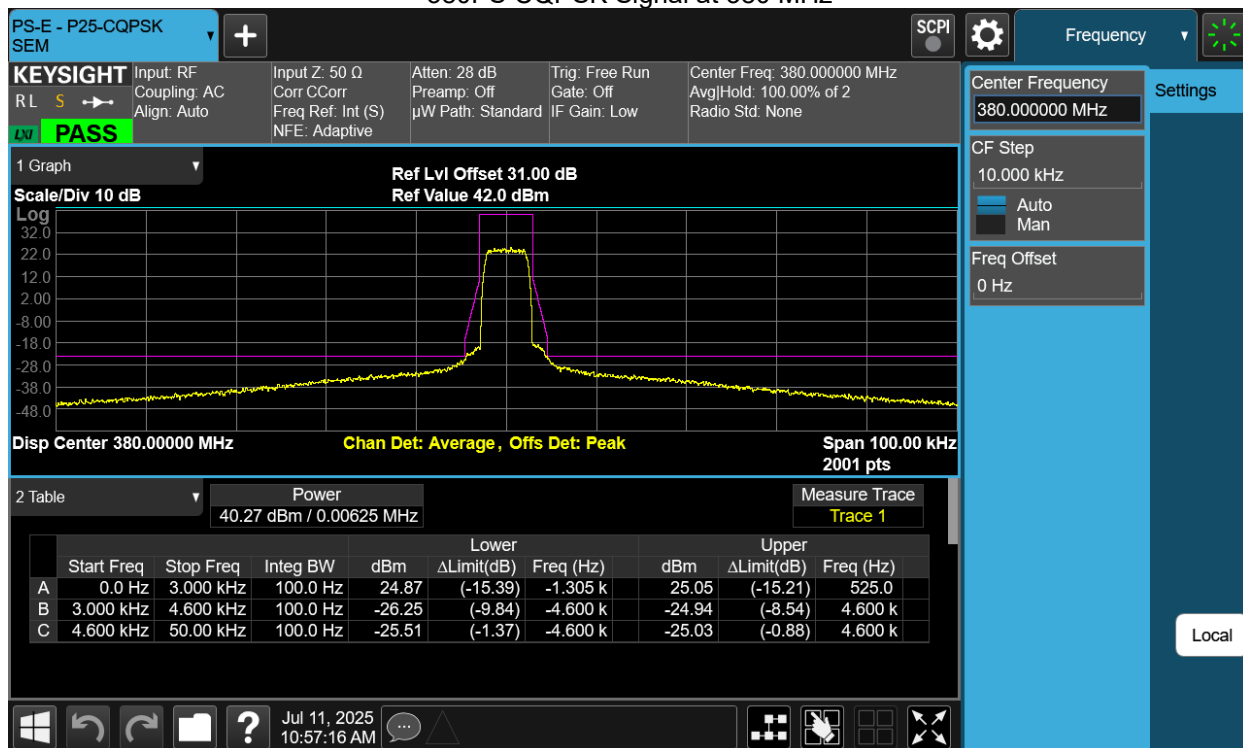 PS-E - P25-CQPSK
SEM
SCPI
Frequency
KEYSIGHT
RL S
LXI PASS
Input: RF
Coupling: AC
Align: Auto
Input Z: 50 Ω
Corr CCorr
Freq Ref: Int (S)
NFE: Adaptive
Atten: 28 dB
Preamp: Off
µW Path: Standard
Trig: Free Run
Gate: Off
IF Gain: Low
Center Freq: 380.000000 MHz
Avg|Hold: 100.00% of 2
Radio Std: None
Center Frequency
380.000000 MHz
Settings
CF Step
10.000 kHz
Auto
Man
Freq Offset
0 Hz
Local
1 Graph
Scale/Div 10 dB
Ref Lvl Offset 31.00 dB
Ref Value 42.0 dBm
Log
32.0
22.0
12.0
2.00
-8.00
-18.0
-28.0
-38.0
-48.0
Disp Center 380.00000 MHz
Chan Det: Average, Offs Det: Peak
Span 100.00 kHz
2001 pts
2 Table
Power
40.27 dBm / 0.00625 MHz
Measure Trace
Trace 1
Lower Upper
Start Freq Stop Freq Integ BW dBm ΔLimit(dB) Freq (Hz) dBm ΔLimit(dB) Freq (Hz)
A 0.0 Hz 3.000 kHz 100.0 Hz 24.87 (-15.39) -1.305 k 25.05 (-15.21) 525.0
B 3.000 kHz 4.600 kHz 100.0 Hz -26.25 (-9.84) -4.600 k -24.94 (-8.54) 4.600 k
C 4.600 kHz 50.00 kHz 100.0 Hz -25.51 (-1.37) -4.600 k -25.03 (-0.88) 4.600 k
?
Jul 11, 2025
10:57:16 AM